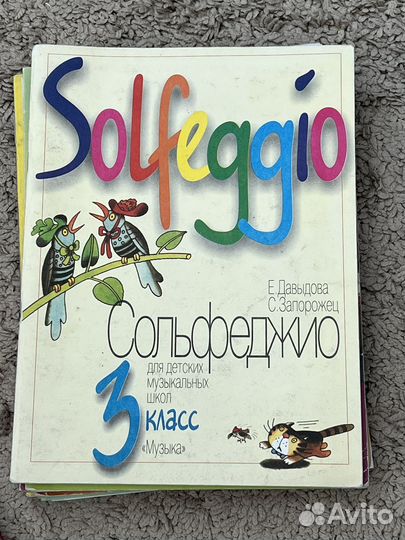 Solfeggio
Е. Давыдова
С. Запорожец
Сольфеджио
для детских
музыкальных
школ
3 класс
«Музыка»
Avito